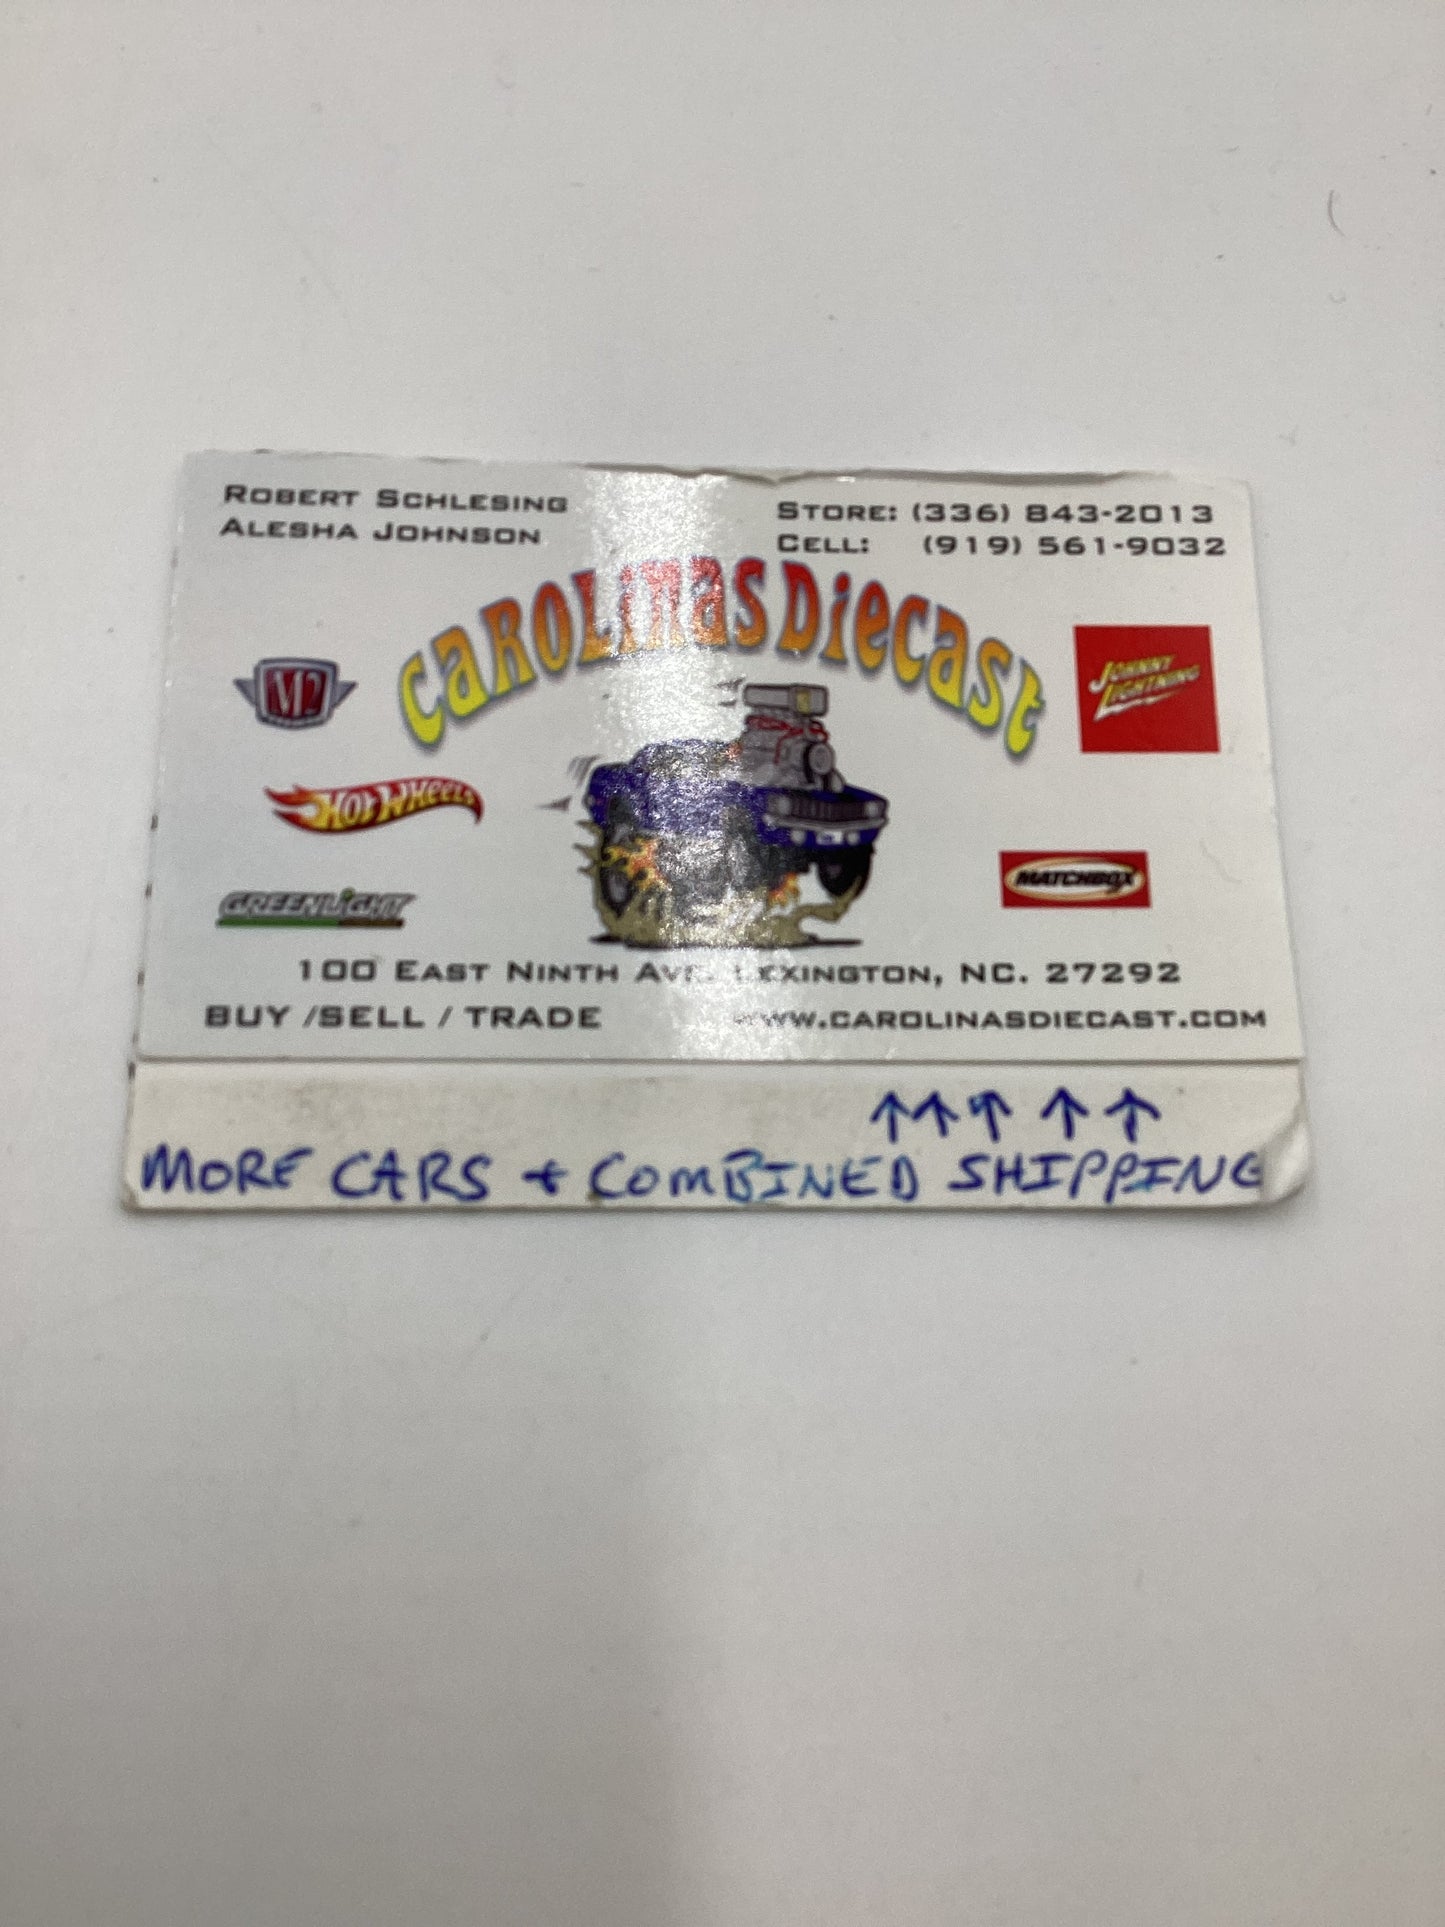 ROBERT SCHLESING
ALESHA JOHNSON
STORE: (336) 843-2013
CELL: (919) 561-9032
CAROLINAS DIECAST
M2
JOHNNY
LIGHTNING
HOT WHEELS
MATCHBOX
GREENLIGHT
100 EAST NINTH AVE. LEXINGTON, NC. 27292
BUY /SELL / TRADE
WWW.CAROLINASDIECAST.COM
↑↑↑ ↑ ↑
MORE CARS + COMBINED SHIPPING